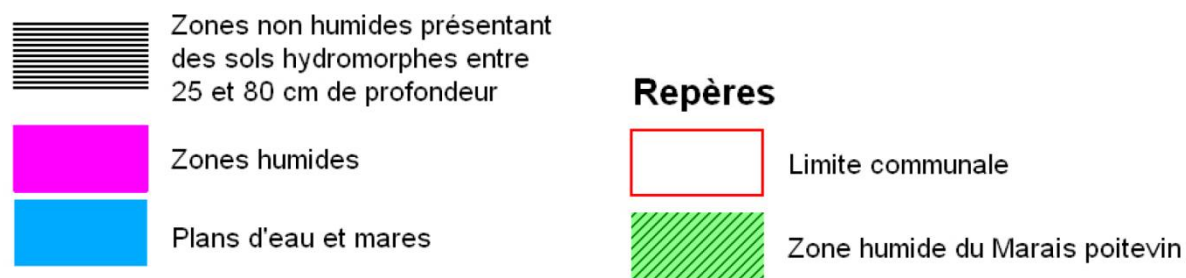 Zones non humides présentant
des sols hydromorphes entre
25 et 80 cm de profondeur
Zones humides
Plans d'eau et mares
Repères
Limite communale
Zone humide du Marais poitevin